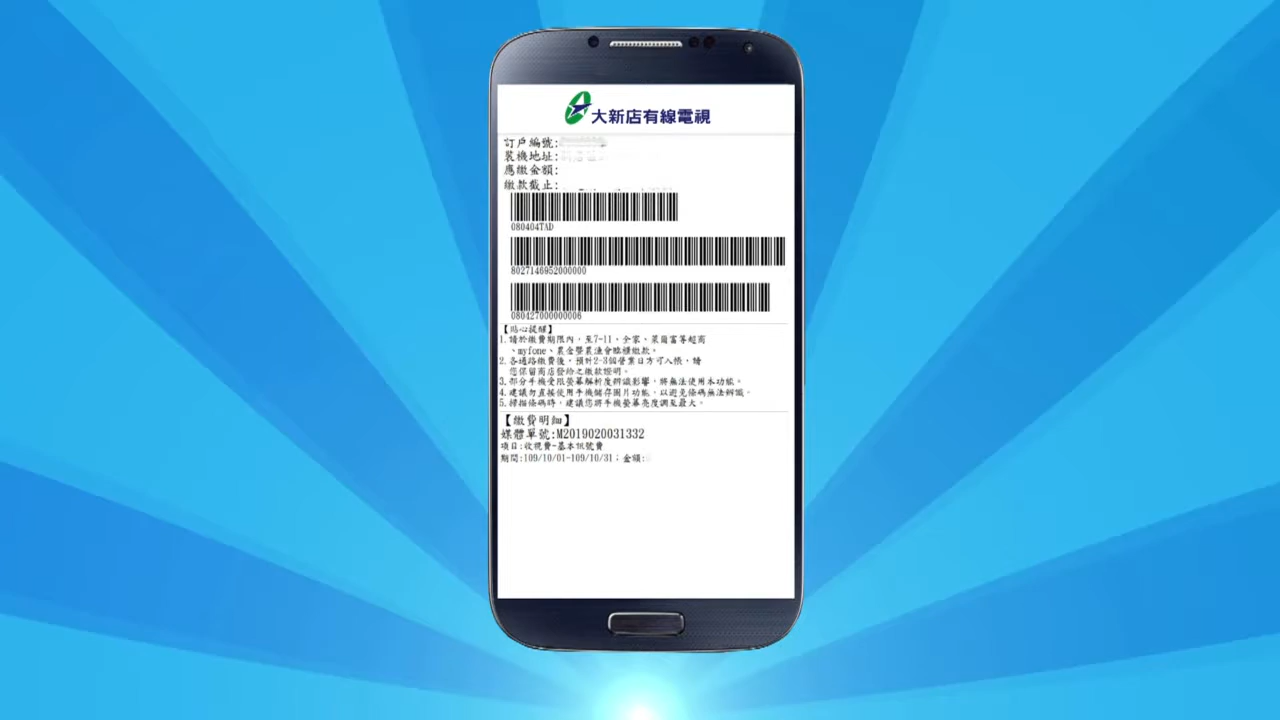 大新店有線電視
訂戶編號:
裝機地址:
應繳金額:
繳款截止:
080404TAD
8027146952000000
080427000000006
【貼心提醒】
1.請於繳費期限內，至7-11、全家、萊爾富等超商
、myfone、農金暨農漁會臨櫃繳款。
2.各通路繳費後，預計2-3個營業日方可入帳，請
您保留商店發給之繳款證明。
3.部分手機受限螢幕解析度辨識影響，將無法使用本功能。
4.建議勿直接使用手機儲存圖片功能，以避免條碼無法辨識。
5.掃描條碼時，建議您將手機螢幕亮度調至最大。
【繳費明細】
媒體單號:M2019020031332
項目:收視費-基本訊號費
期間:109/10/01-109/10/31；金額: